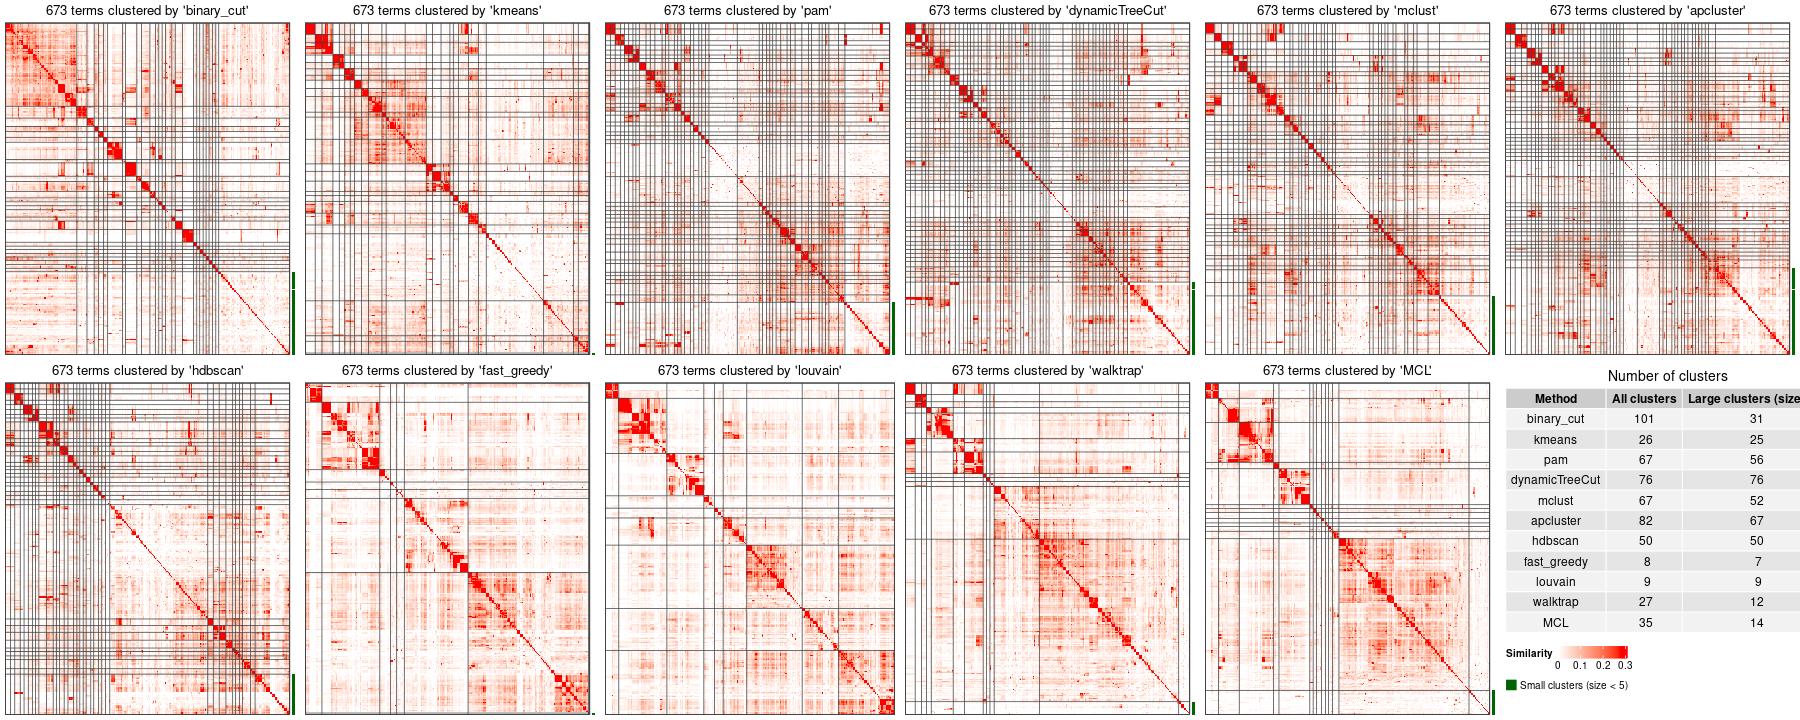 673 terms clustered by 'binary_cut'
673 terms clustered by 'kmeans'
673 terms clustered by 'pam'
673 terms clustered by 'dynamicTreeCut'
673 terms clustered by 'mclust'
673 terms clustered by 'apcluster'
673 terms clustered by 'hdbscan'
673 terms clustered by 'fast_greedy'
673 terms clustered by 'louvain'
673 terms clustered by 'walktrap'
673 terms clustered by 'MCL'
Number of clusters
Method All clusters Large clusters (size
binary_cut 101 31
kmeans 26 25
pam 67 56
dynamicTreeCut 76 76
mclust 67 52
apcluster 82 67
hdbscan 50 50
fast_greedy 8 7
louvain 9 9
walktrap 27 12
MCL 35 14
Similarity
0 0.1 0.2 0.3
Small clusters (size < 5)